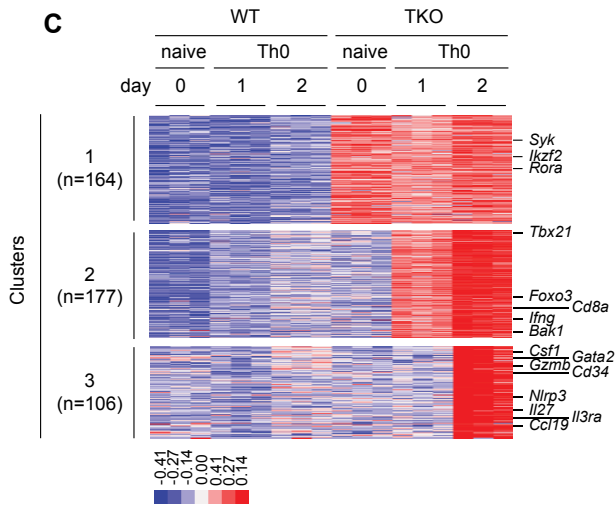 C
WT TKO
naive Th0 naive Th0
day 0 1 2 0 1 2
Clusters
1
(n=164)
Syk
Ikzf2
Rora
2
(n=177)
Tbx21
Foxo3
Cd8a
Ifng
Bak1
3
(n=106)
Csf1
Gata2
Gzmb
Cd34
Nlrp3
Il27
Il3ra
Ccl19
-0.41
-0.27
-0.14
0.00
0.41
0.27
0.14